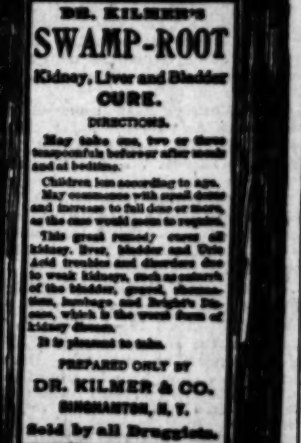 DR. KILMER'S
SWAMP-ROOT
Kidney, Liver and Bladder
CURE.
DIRECTIONS.
May take one, two or three
teaspoonfuls before or after meals
and at bedtime.
Children less according to age.
May commence with small doses
and increase to full dose or more,
as the case would seem to require.
This great remedy cures all
kidney, liver, bladder and Uric
Acid troubles and disorders due
to weak kidneys, such as catarrh
of the bladder, gravel, rheuma-
tism, lumbago and Bright's Dis-
ease, which is the worst form of
kidney disease.
It is pleasant to take.
PREPARED ONLY BY
DR. KILMER & CO.
BINGHAMTON, N. Y.
Sold by all Druggists.